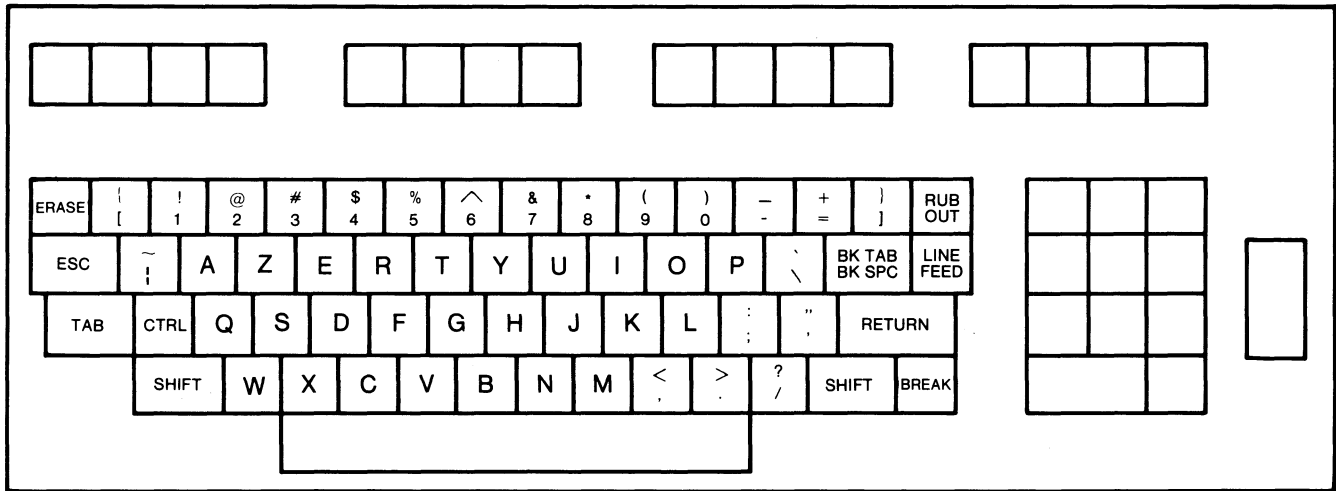 { ! @ # $ % ^ & * ( ) — + } RUB
ERASE [ 1 2 3 4 5 6 7 8 9 0 - = ] OUT
~ ` BK TAB LINE
ESC ¦ A Z E R T Y U I O P \ BK SPC FEED
: "
TAB CTRL Q S D F G H J K L ; ' RETURN
< > ?
SHIFT W X C V B N M , . / SHIFT BREAK